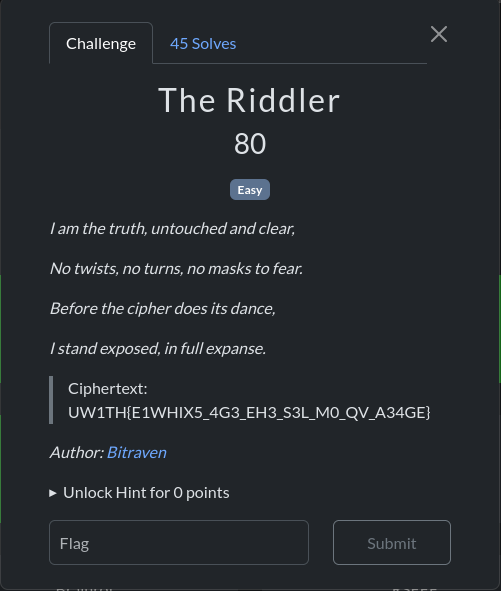 Challenge
45 Solves
The Riddler
80
Easy
I am the truth, untouched and clear,
No twists, no turns, no masks to fear.
Before the cipher does its dance,
I stand exposed, in full expanse.
Ciphertext:
UW1TH{E1WHIX5_4G3_EH3_S3L_M0_QV_A34GE}
Author: Bitraven
Unlock Hint for 0 points
Flag
Submit